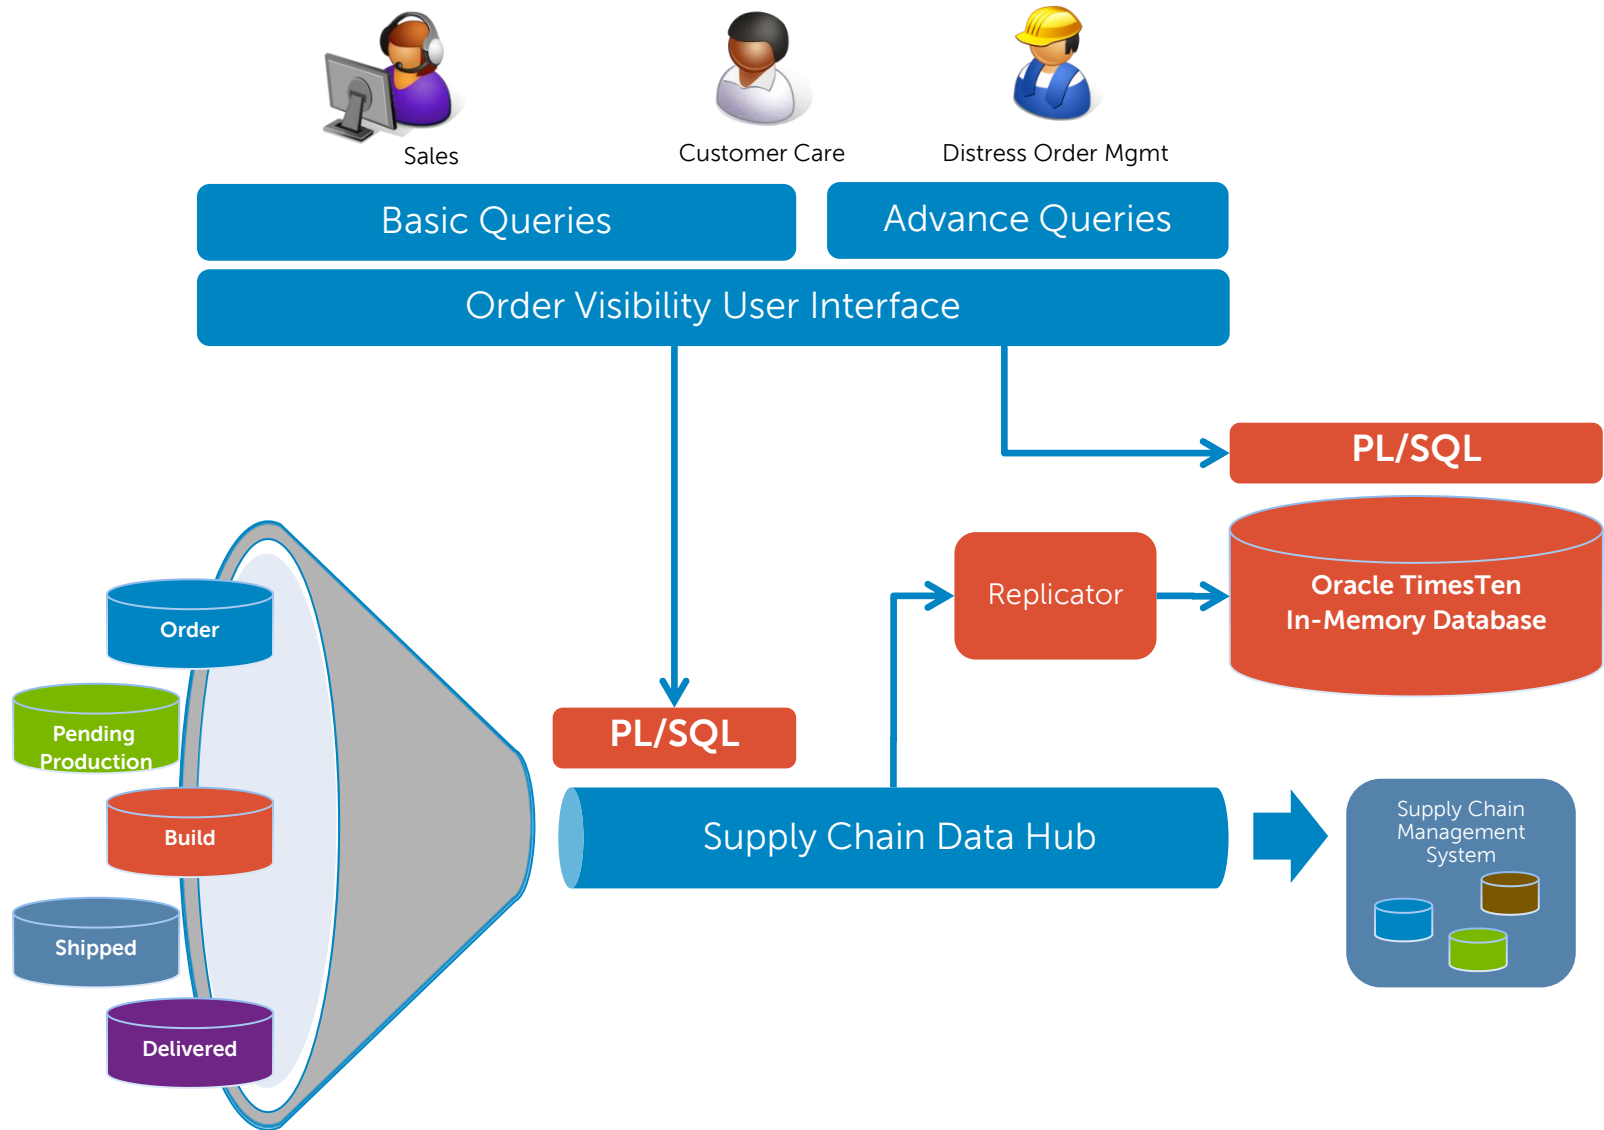 Sales
Customer Care
Distress Order Mgmt
Basic Queries
Advance Queries
Order Visibility User Interface
PL/SQL
Oracle TimesTen
In-Memory Database
Replicator
Order
Pending
Production
PL/SQL
Build
Supply Chain Data Hub
Supply Chain
Management
System
Shipped
Delivered